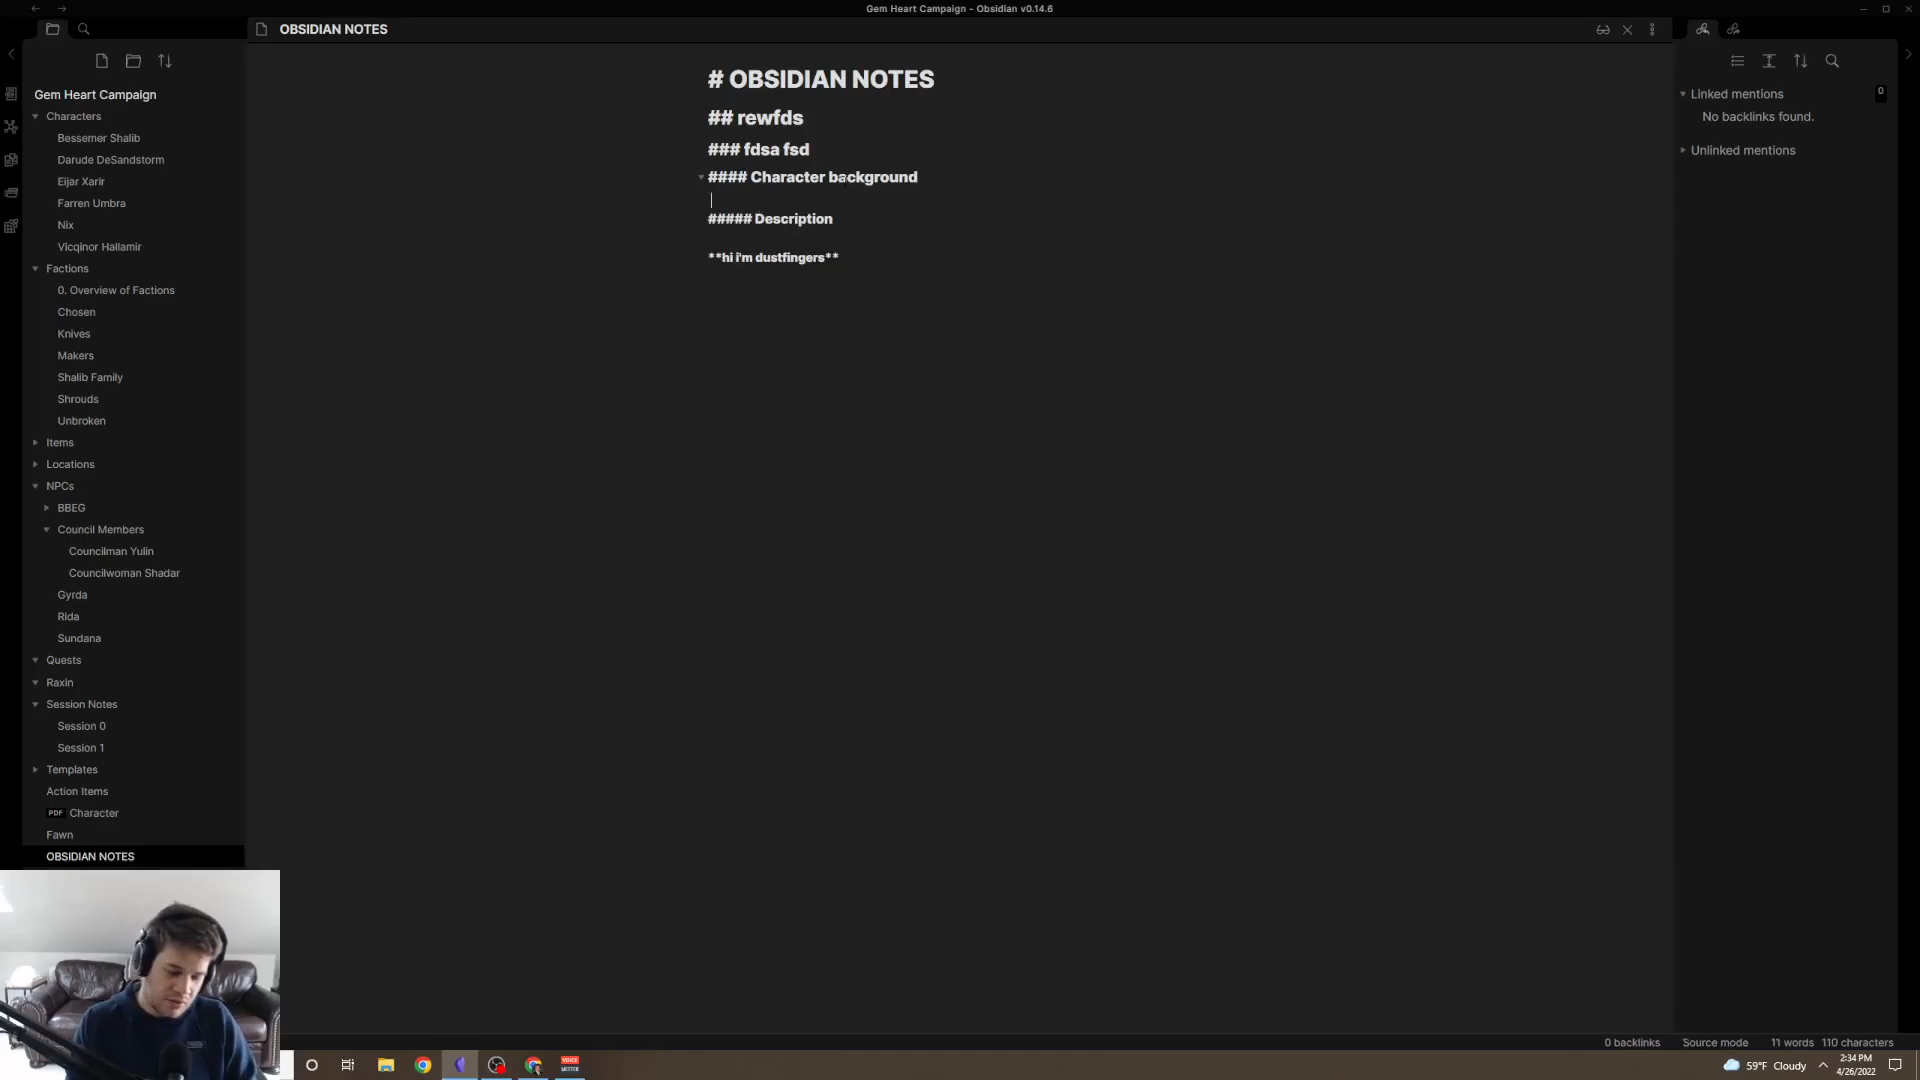 Gem Heart Campaign - Obsidian v0.14.6
OBSIDIAN NOTES
Gem Heart Campaign
Characters
Bessemer Shalib
Darude DeSandstorm
Eijar Xarir
Farren Umbra
Nix
Vicqinor Hallamir
Factions
0. Overview of Factions
Chosen
Knives
Makers
Shalib Family
Shrouds
Unbroken
Items
Locations
NPCs
BBEG
Council Members
Councilman Yulin
Councilwoman Shadar
Gyrda
Rida
Sundana
Quests
Raxin
Session Notes
Session 0
Session 1
Templates
Action Items
PDF Character
Fawn
OBSIDIAN NOTES
# OBSIDIAN NOTES
## rewfds
### fdsa fsd
#### Character background
##### Description
**hi i'm dustfingers**
Linked mentions 0
No backlinks found.
Unlinked mentions
0 backlinks Source mode 11 words 110 characters
VOICE MEETER
59°F Cloudy
2:34 PM
4/26/2022